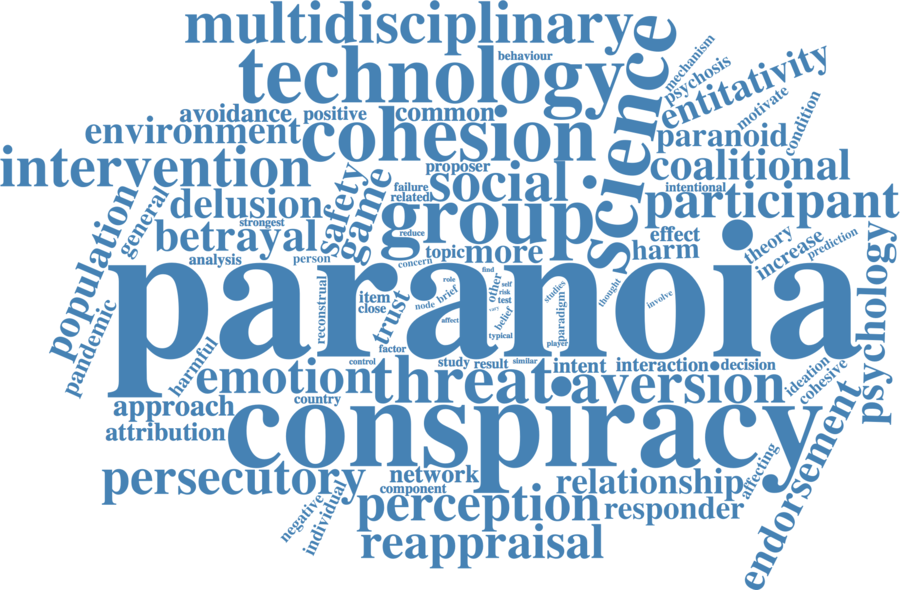 multidisciplinary
technology
behaviour
science
mechanism
psychosis
entitativity
motivate
condition
avoidance
positive
common
environment
cohesion
paranoid
intervention
proposer
coalitional
safety
game
failure
related
social
intentional
participant
population
general
delusion
strongest
group
betrayal
reduce
effect
theory
increase
prediction
analysis
person
concern
topic
more
harm
psychology
paranoia
reconstrual
item
close
trust
node
brief
role
affect
find
other
self
risk
test
vary
belief
typical
studies
paradigm
player
thought
involve
pandemic
harmful
factor
control
study
result
similar
intent
interaction
decision
ideation
cohesive
emotion
threat
aversion
country
approach
attribution
conspiracy
endorsement
persecutory
network
component
relationship
affecting
negative
individual
perception
responder
reappraisal